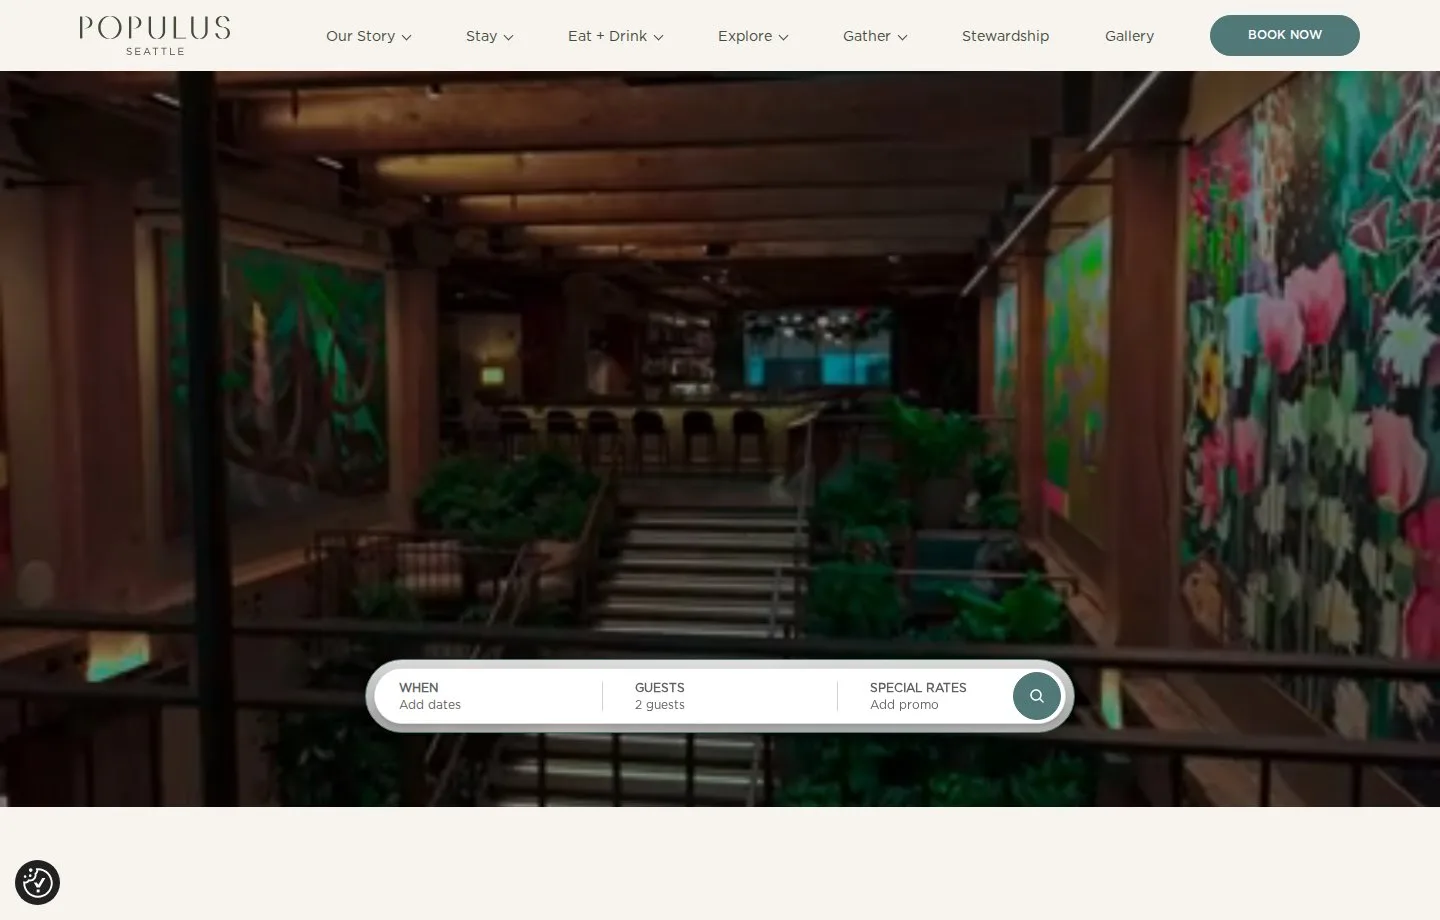 POPULUS
SEATTLE
Our Story
Stay
Eat + Drink
Explore
Gather
Stewardship
Gallery
BOOK NOW
WHEN
Add dates
GUESTS
2 guests
SPECIAL RATES
Add promo